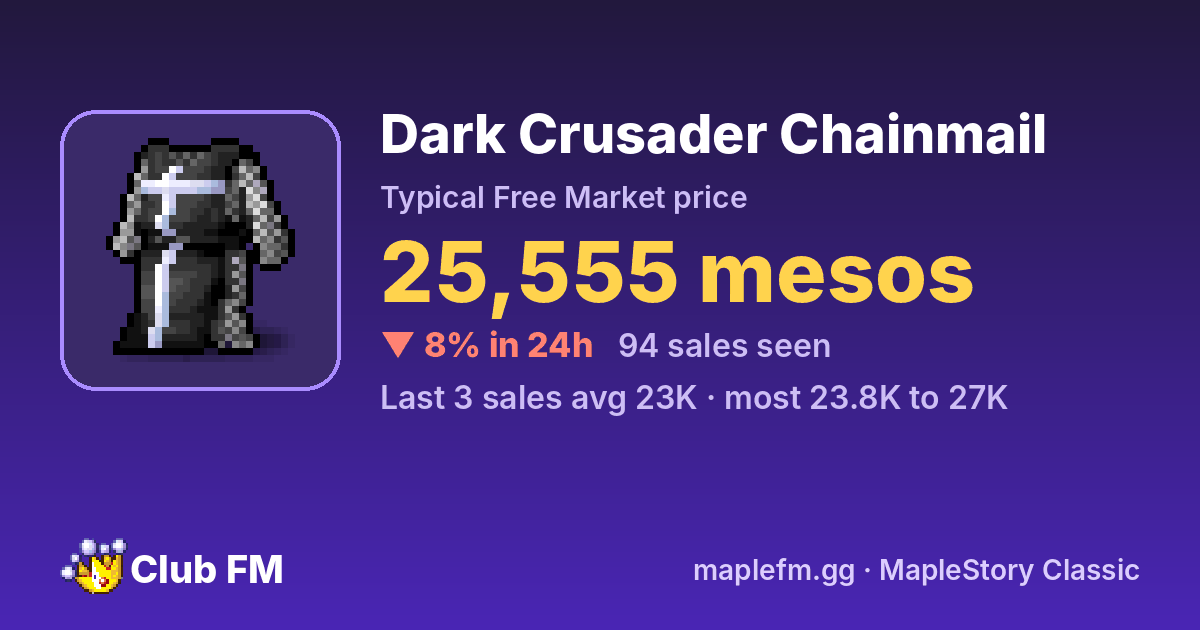 Dark Crusader Chainmail
Typical Free Market price
25,555 mesos
▼ 8% in 24h 94 sales seen
Last 3 sales avg 23K · most 23.8K to 27K
Club FM
maplefm.gg · MapleStory Classic